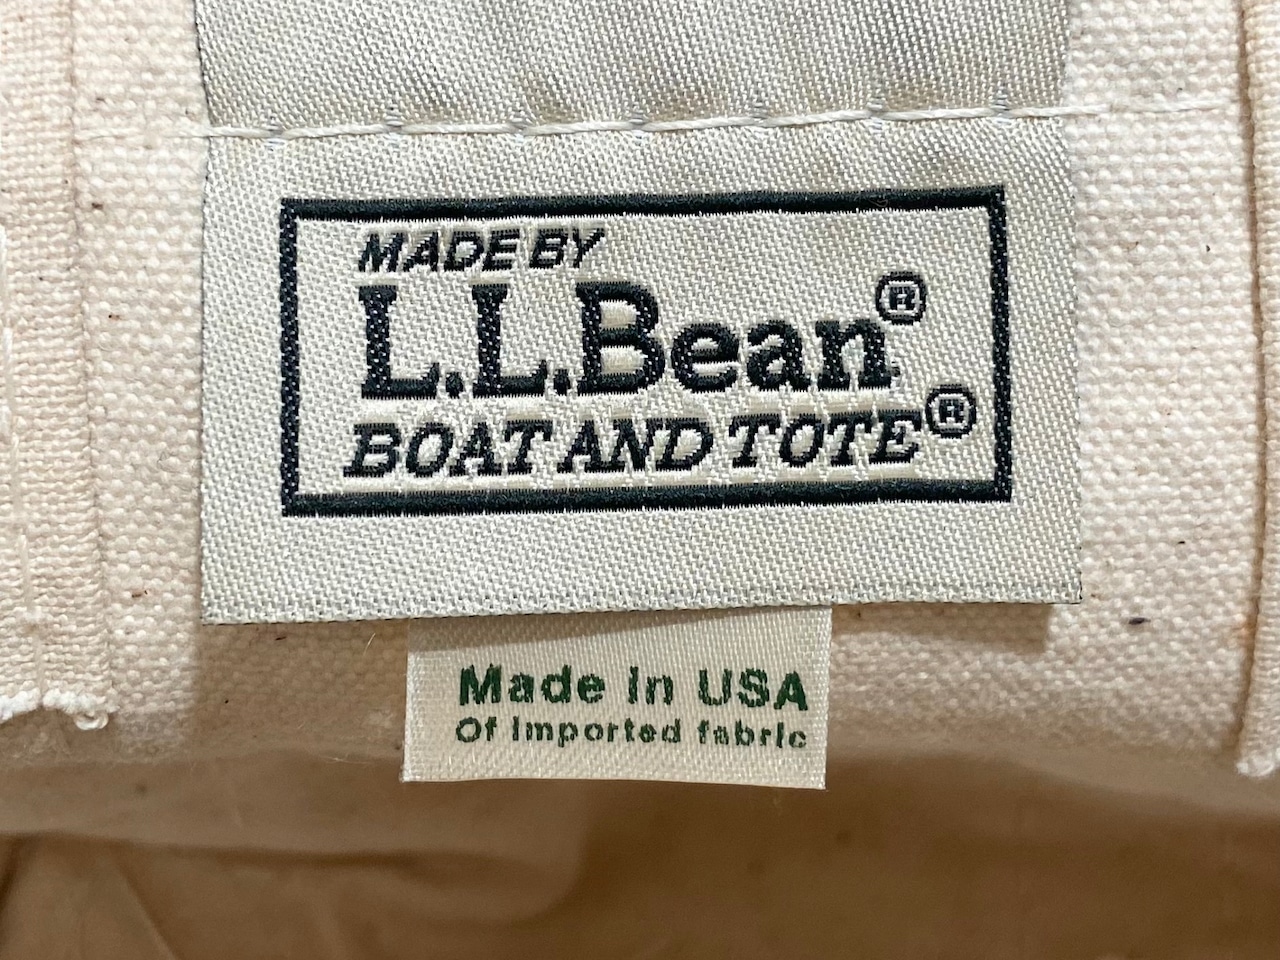 MADE BY
L.L.Bean®
BOAT AND TOTE®
Made in USA
Of Imported fabric